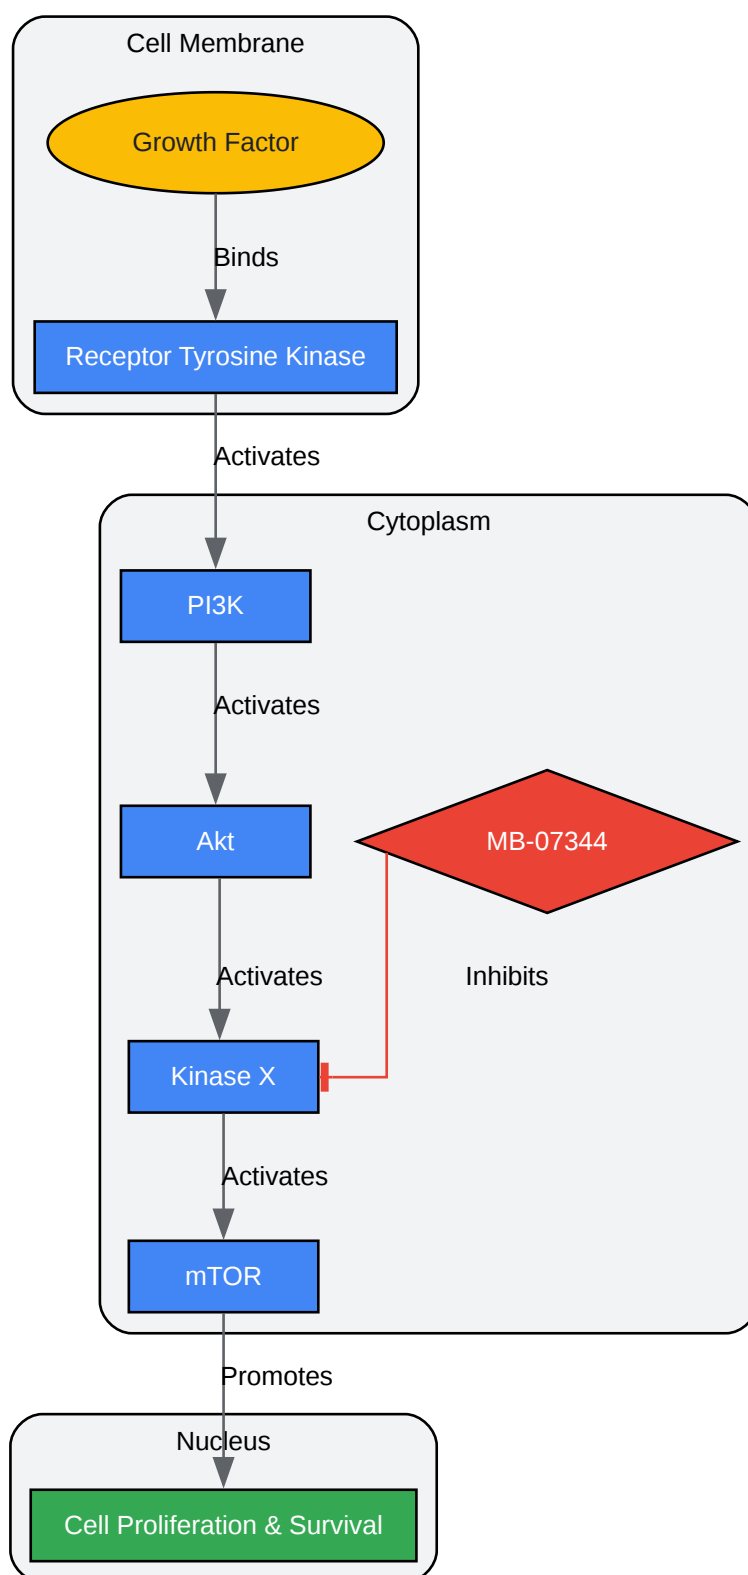 Cell Membrane
Growth Factor
Binds
Receptor Tyrosine Kinase
Activates
Cytoplasm
PI3K
Activates
Akt
MB-07344
Activates
Inhibits
Kinase X
Activates
mTOR
Promotes
Nucleus
Cell Proliferation & Survival